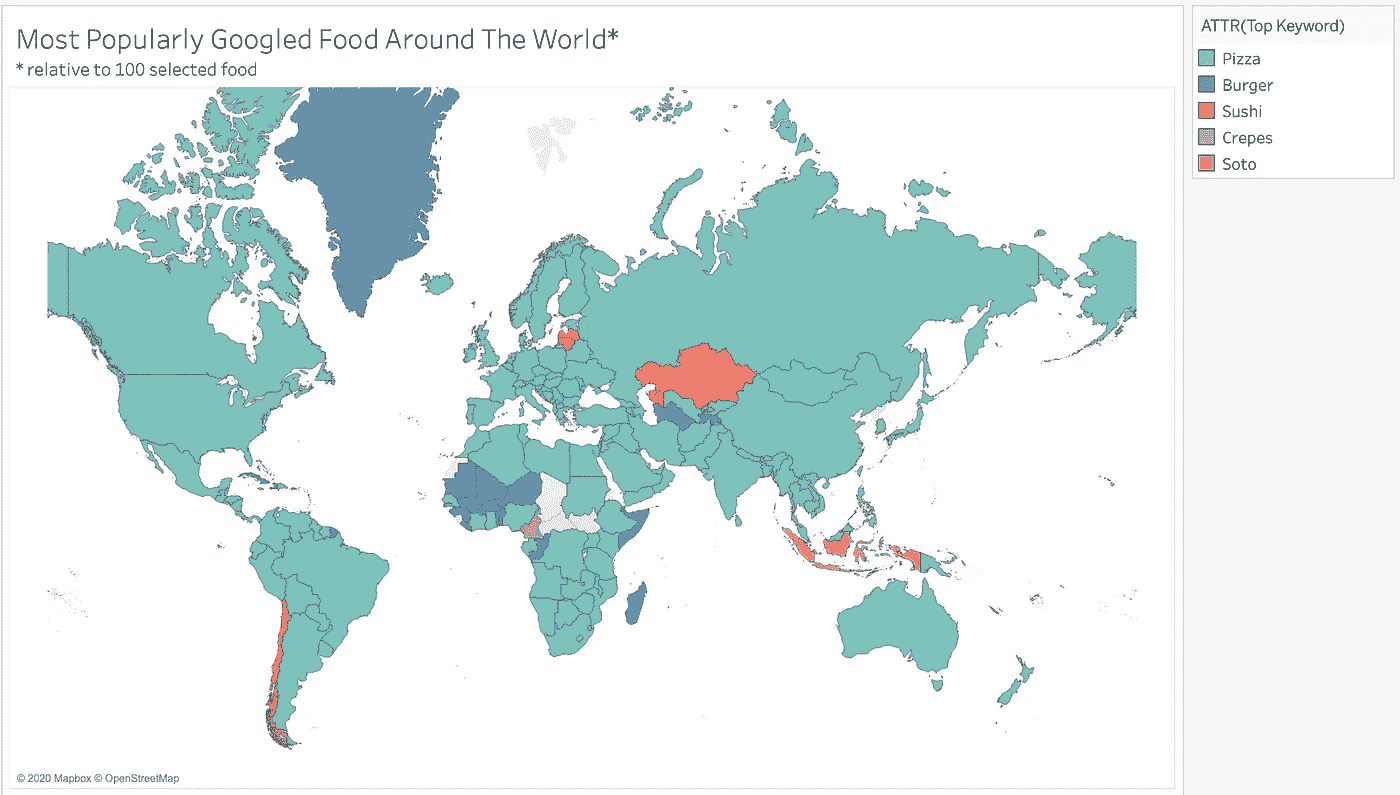 Most Popularly Googled Food Around The World*
* relative to 100 selected food
ATTR(Top Keyword)
Pizza
Burger
Sushi
Crepes
Soto
© 2020 Mapbox © OpenStreetMap